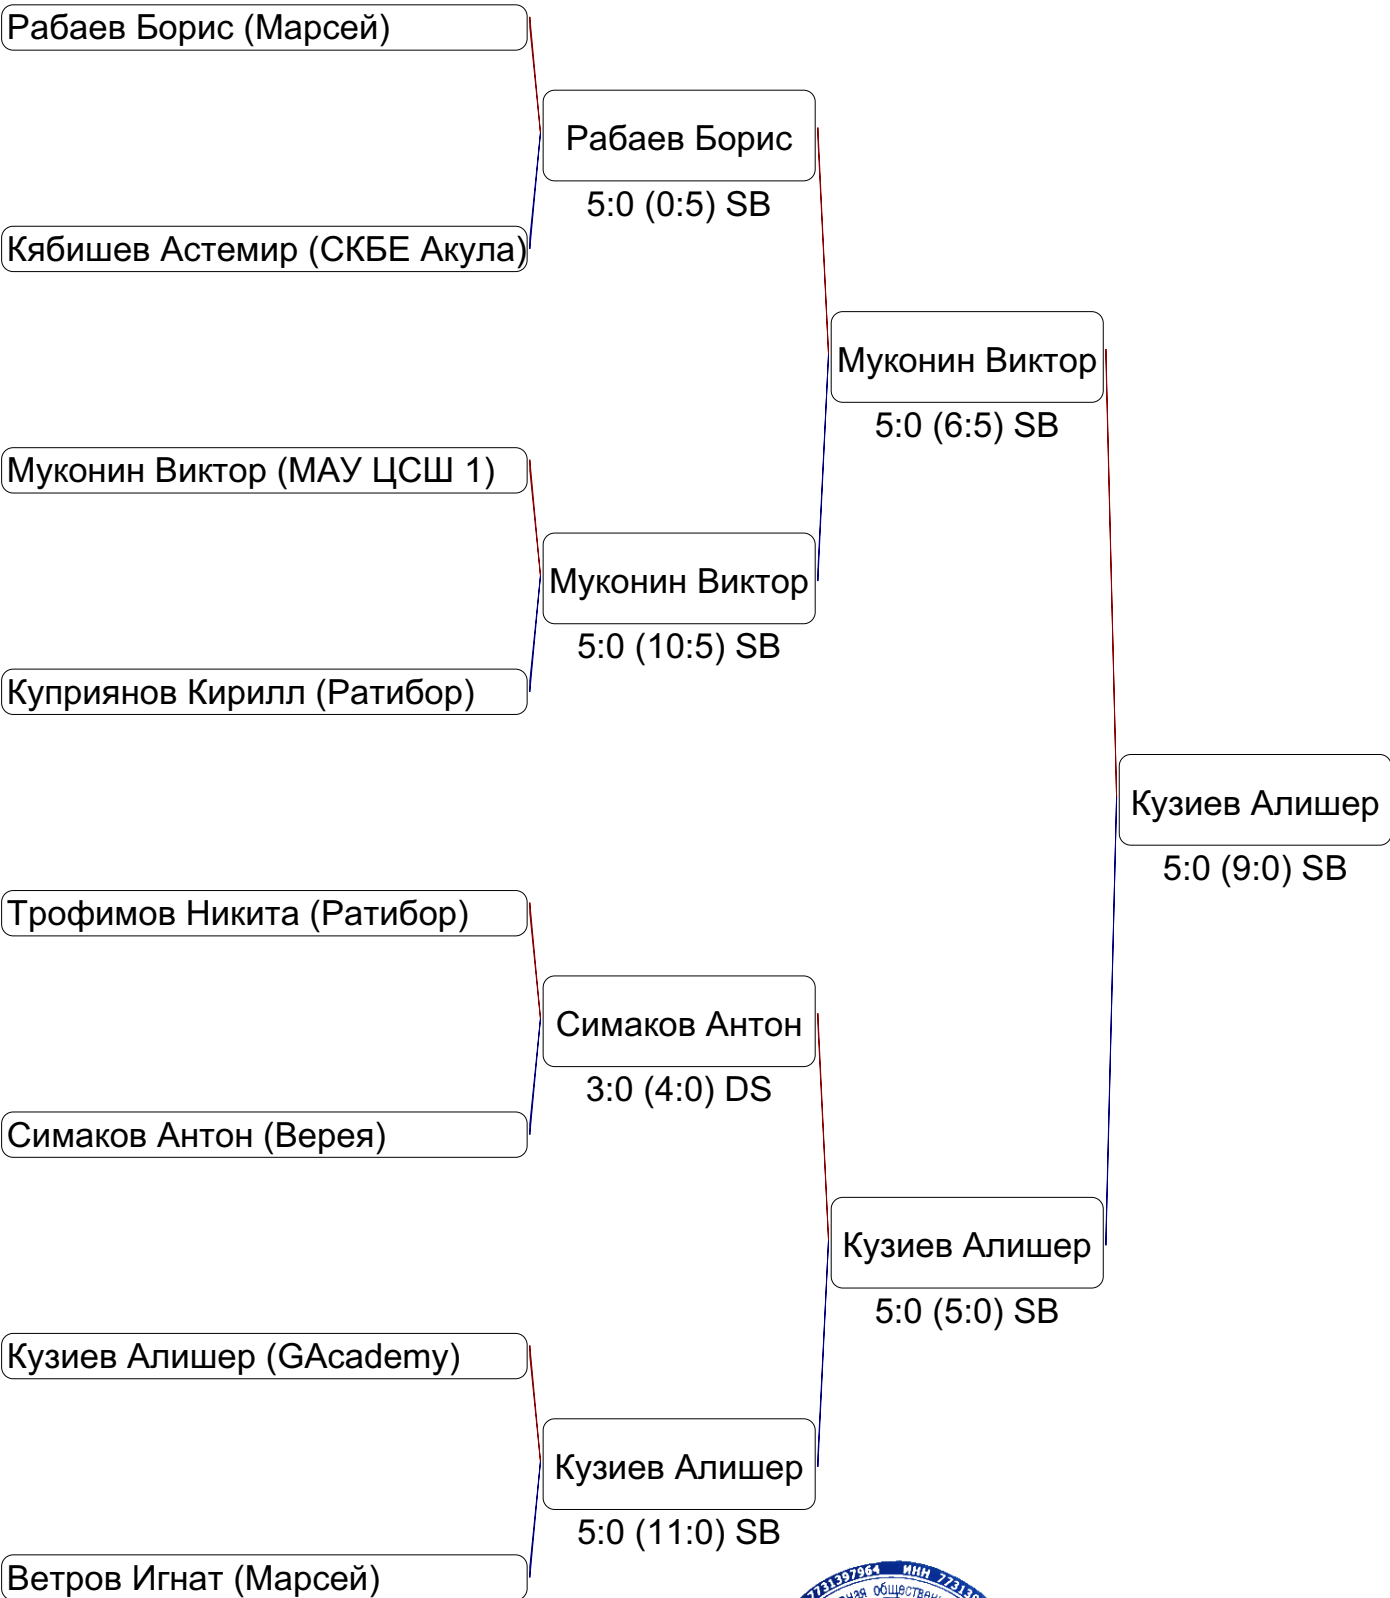 Рабаев Борис (Марсей)
Рабаев Борис
5:0 (0:5) SB
Кябишев Астемир (СКБЕ Акула)
Муконин Виктор
5:0 (6:5) SB
Муконин Виктор (МАУ ЦСШ 1)
Муконин Виктор
5:0 (10:5) SB
Куприянов Кирилл (Ратибор)
Кузиев Алишер
5:0 (9:0) SB
Трофимов Никита (Ратибор)
Симаков Антон
3:0 (4:0) DS
Симаков Антон (Верея)
Кузиев Алишер
5:0 (5:0) SB
Кузиев Алишер (GAcademy)
Кузиев Алишер
5:0 (11:0) SB
Ветров Игнат (Марсей)
ИНН